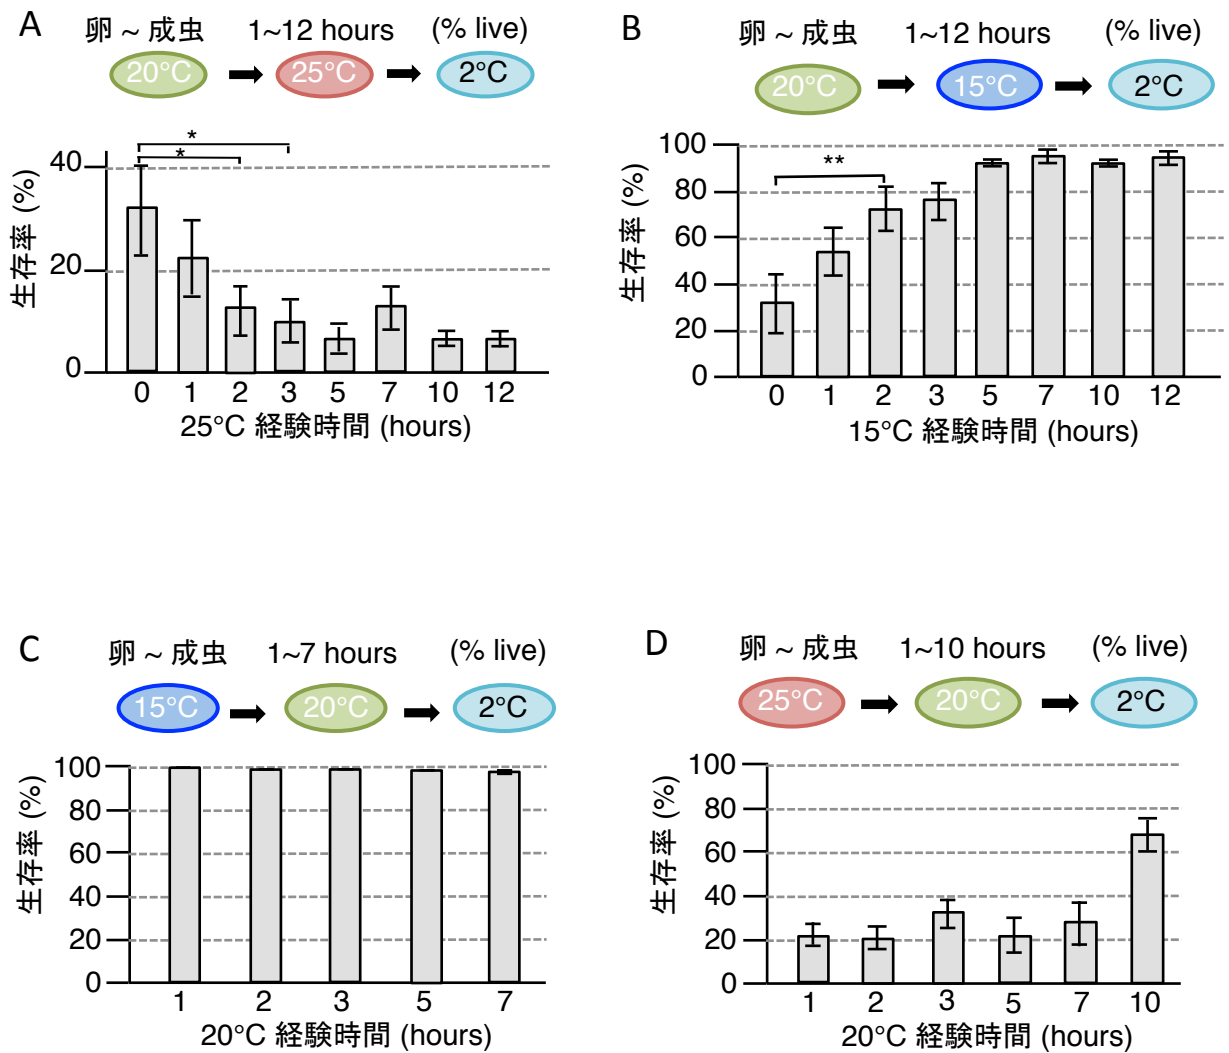 A
卵 ~ 成虫 1~12 hours (% live)
20°C 25°C 2°C
* 
*
生存率 (%)
40
20
0
0 1 2 3 5 7 10 12
25°C 経験時間 (hours)
B
卵 ~ 成虫 1~12 hours (% live)
20°C 15°C 2°C
**
生存率 (%)
100
80
60
40
20
0
0 1 2 3 5 7 10 12
15°C 経験時間 (hours)
C
卵 ~ 成虫 1~7 hours (% live)
15°C 20°C 2°C
生存率 (%)
100
80
60
40
20
0
1 2 3 5 7
20°C 経験時間 (hours)
D
卵 ~ 成虫 1~10 hours (% live)
25°C 20°C 2°C
生存率 (%)
100
80
60
40
20
0
1 2 3 5 7 10
20°C 経験時間 (hours)